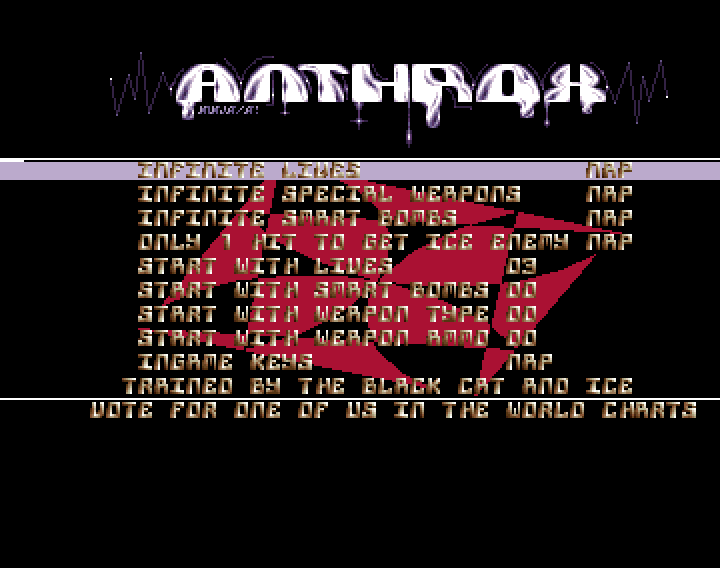 ANTHROX
INFINITE LIVES NAP
INFINITE SPECIAL WEAPONS NAP
INFINITE SMART BOMBS NAP
ONLY 1 HIT TO GET ICE ENEMY NAP
START WITH LIVES 03
START WITH SMART BOMBS 00
START WITH WEAPON TYPE 00
START WITH WEAPON AMMO 00
INGAME KEYS NAP
TRAINED BY THE BLACK CAT AND ICE
VOTE FOR ONE OF US IN THE WORLD CHARTS